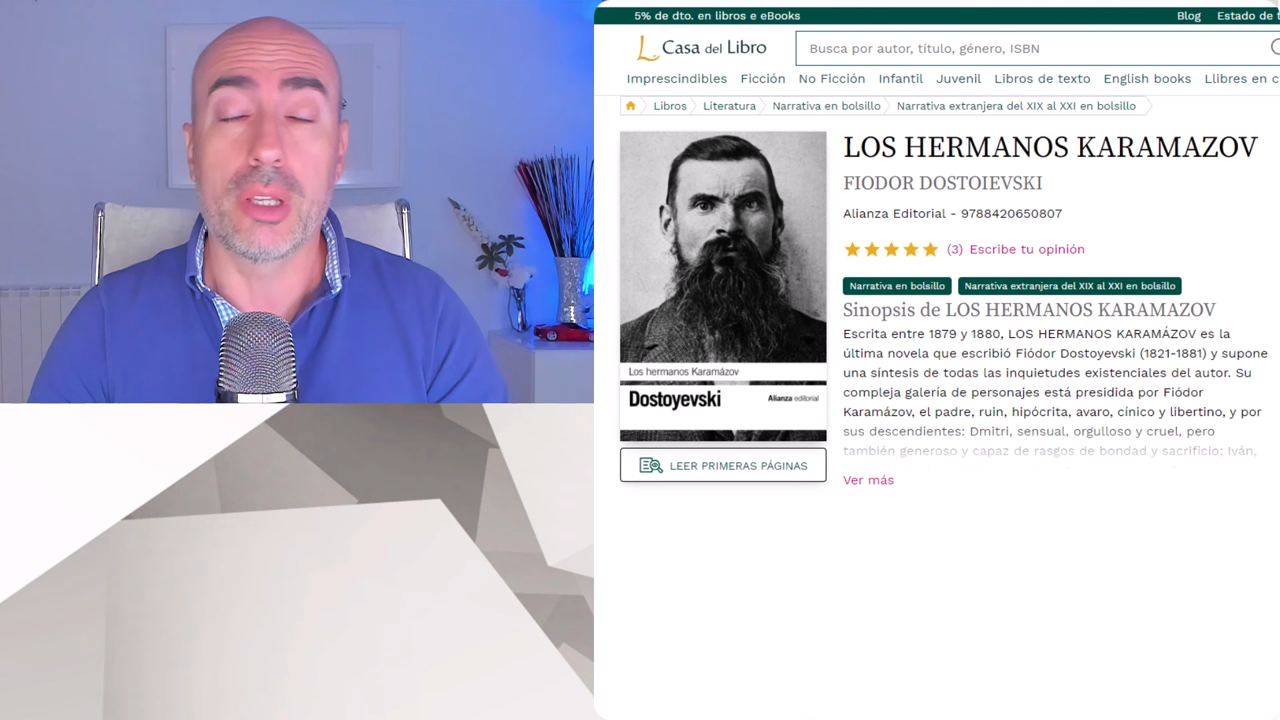 5% de dto. en libros e eBooks
Blog Estado de
Casa del Libro
Busca por autor, título, género, ISBN
Imprescindibles Ficción No Ficción Infantil Juvenil Libros de texto English books Llibres en
Libros Literatura Narrativa en bolsillo Narrativa extranjera del XIX al XXI en bolsillo
LOS HERMANOS KARAMAZOV
FIODOR DOSTOIEVSKI
Alianza Editorial - 9788420650807
(3) Escribe tu opinión
Narrativa en bolsillo Narrativa extranjera del XIX al XXI en bolsillo
Sinopsis de LOS HERMANOS KARAMAZOV
Escrita entre 1879 y 1880, LOS HERMANOS KARAMÁZOV es la
última novela que escribió Fiódor Dostoyevski (1821-1881) y supone
una síntesis de todas las inquietudes existenciales del autor. Su
compleja galería de personajes está presidida por Fiódor
Karamázov, el padre, ruin, hipócrita, avaro, cínico y libertino, y por
sus descendientes: Dmitri, sensual, orgulloso y cruel, pero
también generoso y capaz de rasgos de bondad y sacrificio; Iván,
Ver más
Los hermanos Karamázov
Dostoyevski
Alianza editorial
LEER PRIMERAS PÁGINAS